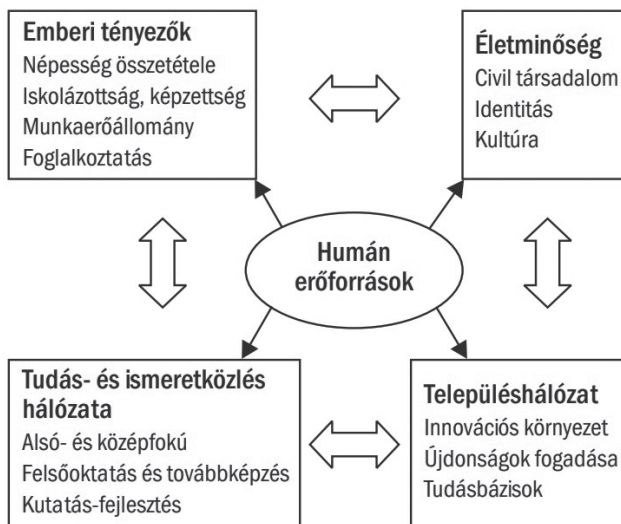 Emberi tényezők
Népesség összetétele
Iskolázottság, képzettség
Munkaerőállomány
Foglalkoztatás
Életminőség
Civil társadalom
Identitás
Kultúra
Humán
erőforrások
Tudás- és ismeretközlés
hálózata
Alsó- és középfokú
Felsőoktatás és továbbképzés
Kutatás-fejlesztés
Településhálózat
Innovációs környezet
Újdonságok fogadása
Tudásbázisok